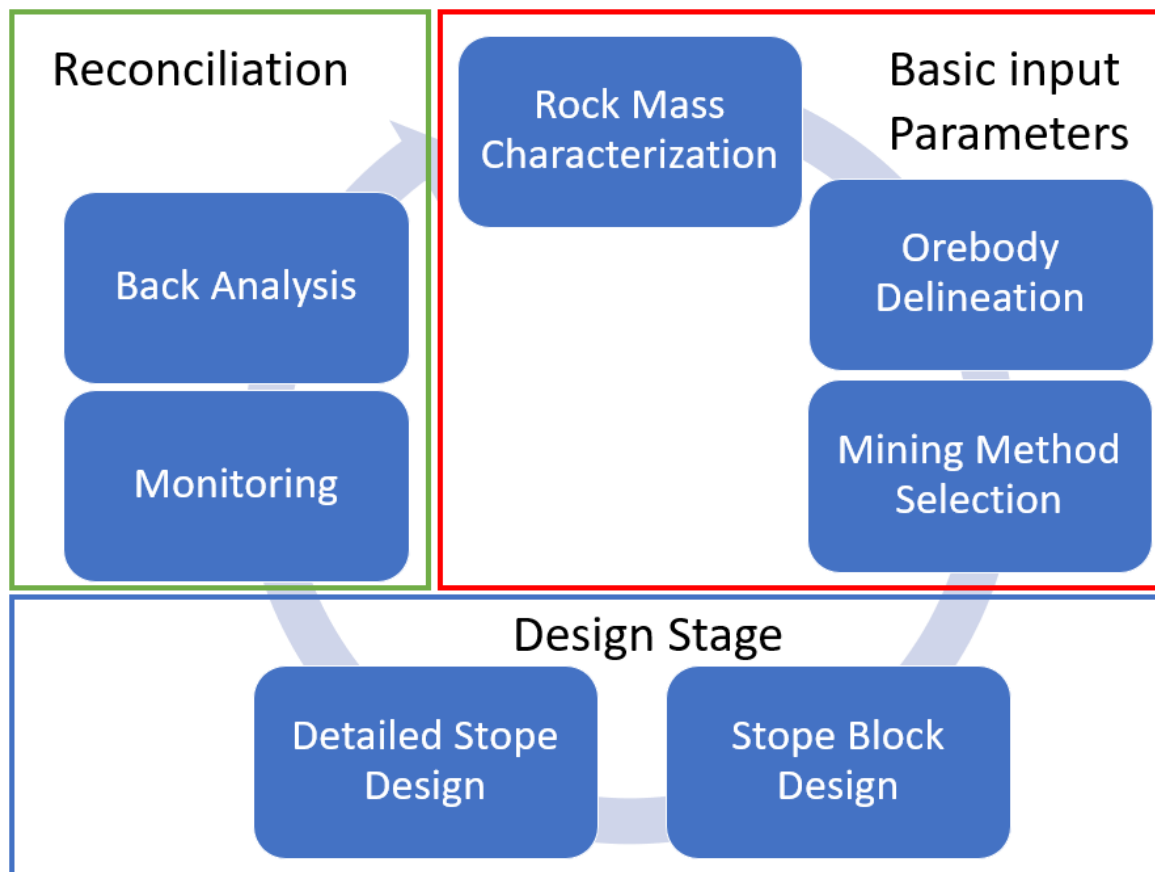 Reconciliation
Basic input
Parameters
Rock Mass
Characterization
Orebody
Delineation
Mining Method
Selection
Design Stage
Stope Block
Design
Detailed Stope
Design
Monitoring
Back Analysis